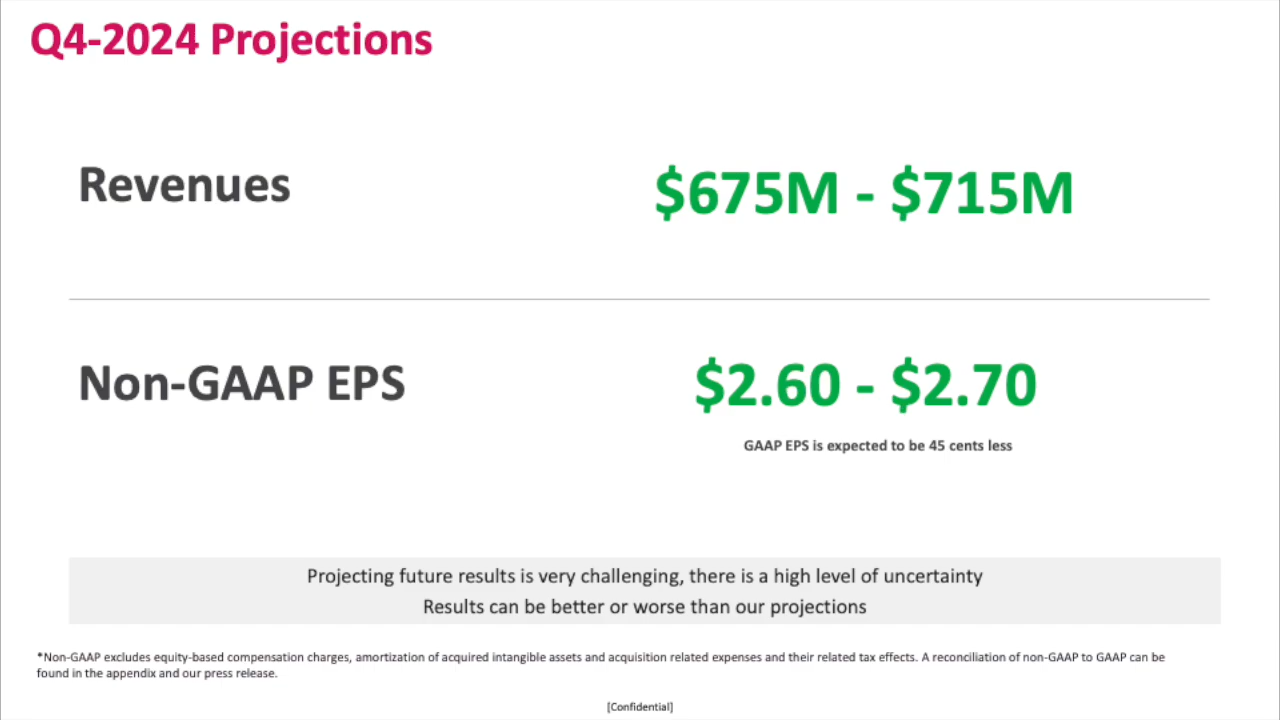 Q4-2024 Projections
Revenues
$675M - $715M
Non-GAAP EPS
$2.60 - $2.70
GAAP EPS is expected to be 45 cents less
Projecting future results is very challenging, there is a high level of uncertainty
Results can be better or worse than our projections
*Non-GAAP excludes equity-based compensation charges, amortization of acquired intangible assets and acquisition related expenses and their related tax effects. A reconciliation of non-GAAP to GAAP can be
found in the appendix and our press release.
[Confidential]